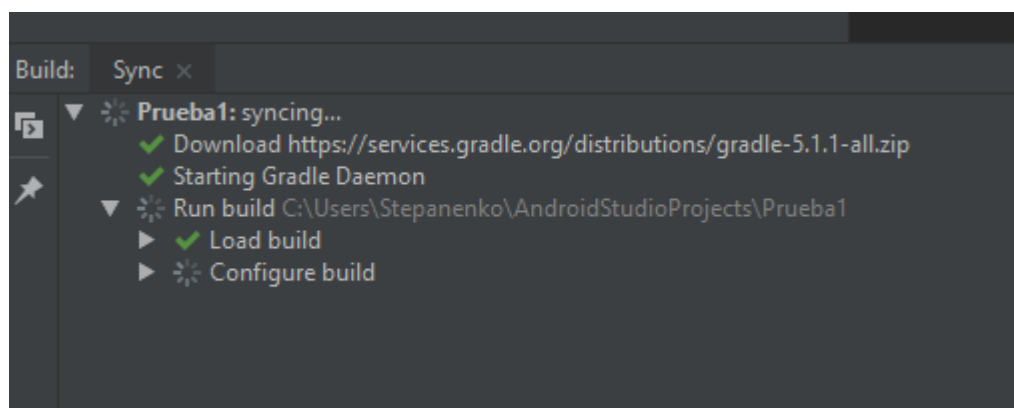 Build: Sync
Prueba1: syncing...
Download https://services.gradle.org/distributions/gradle-5.1.1-all.zip
Starting Gradle Daemon
Run build C:\Users\Stepanenko\AndroidStudioProjects\Prueba1
Load build
Configure build